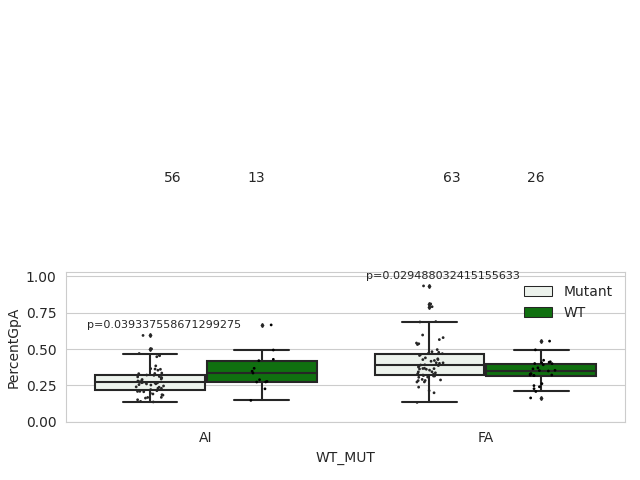 56 13 63 26
p=0.029488032415155633
p=0.039337558671299275
Mutant
WT
1.00
0.75
0.50
0.25
0.00
PercentGpA
AI FA
WT_MUT